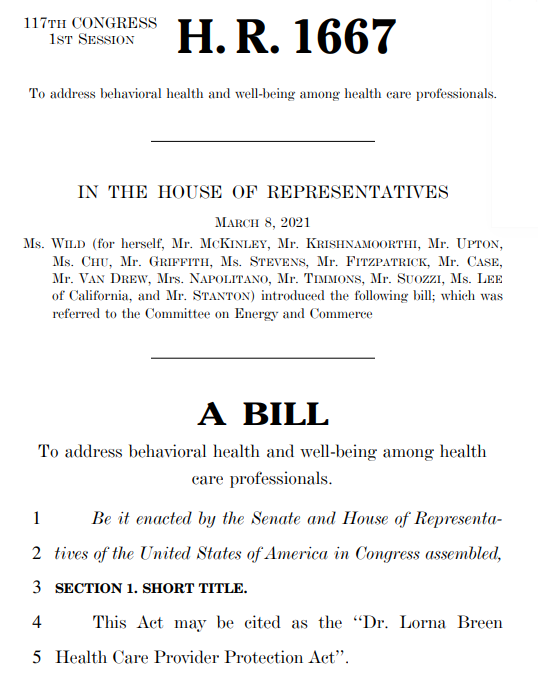 117TH CONGRESS
1ST SESSION
H. R. 1667
To address behavioral health and well-being among health care professionals.
IN THE HOUSE OF REPRESENTATIVES
MARCH 8, 2021
Ms. WILD (for herself, Mr. MCKINLEY, Mr. KRISHNAMOORTHI, Mr. UPTON,
Ms. CHU, Mr. GRIFFITH, Ms. STEVENS, Mr. FITZPATRICK, Mr. CASE,
Mr. VAN DREW, Mrs. NAPOLITANO, Mr. TIMMONS, Mr. SUOZZI, Ms. LEE
of California, and Mr. STANTON) introduced the following bill; which was
referred to the Committee on Energy and Commerce
A BILL
To address behavioral health and well-being among health
care professionals.
1 Be it enacted by the Senate and House of Representa-
2 tives of the United States of America in Congress assembled,
3 SECTION 1. SHORT TITLE.
4 This Act may be cited as the ‘‘Dr. Lorna Breen
5 Health Care Provider Protection Act’’.